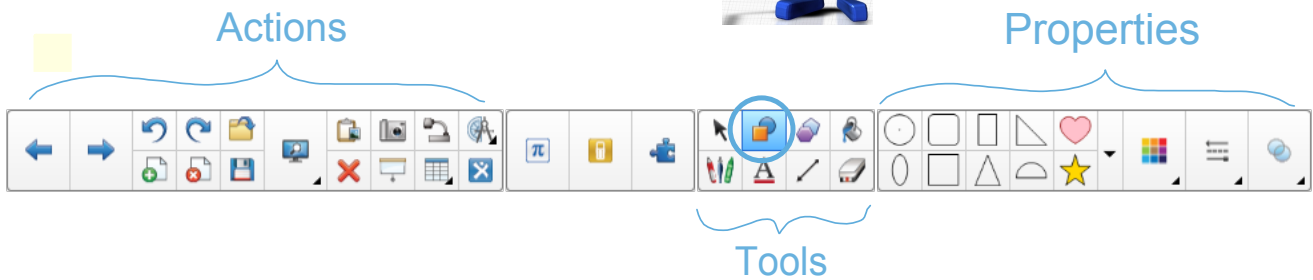 Actions
Properties
π
A
Tools